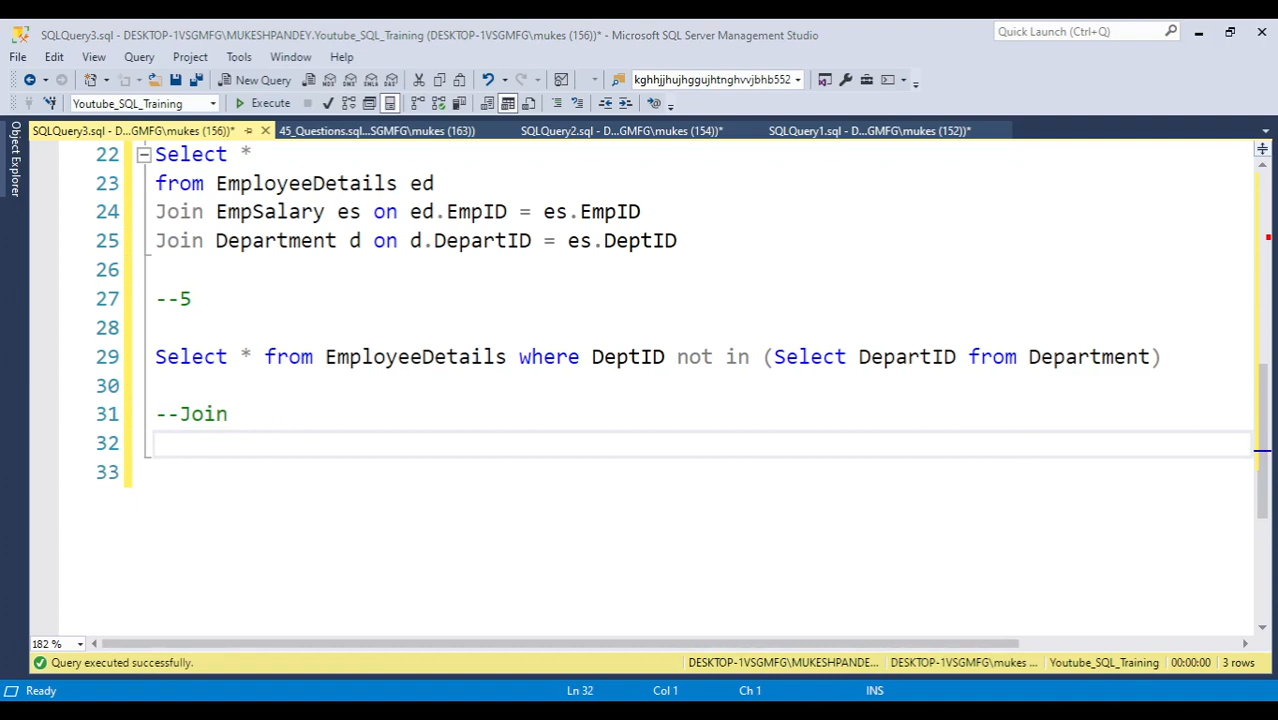 SQLQuery3.sql - DESKTOP-1VSGMFG\MUKESHPANDEY.Youtube_SQL_Training (DESKTOP-1VSGMFG\mukes (156))* - Microsoft SQL Server Management Studio
Quick Launch (Ctrl+Q)
File Edit View Query Project Tools Window Help
New Query kghhjjhujhggujhtnghvvjbhb552
Youtube_SQL_Training Execute
SQLQuery3.sql - D...GMFG\mukes (156))* 45_Questions.sql...SGMFG\mukes (163)) SQLQuery2.sql - D...GMFG\mukes (154))* SQLQuery1.sql - D...GMFG\mukes (152))*
Object Explorer
22 Select *
23 from EmployeeDetails ed
24 Join EmpSalary es on ed.EmpID = es.EmpID
25 Join Department d on d.DepartID = es.DeptID
26
27 --5
28
29 Select * from EmployeeDetails where DeptID not in (Select DepartID from Department)
30
31 --Join
32
33
182 %
Query executed successfully. DESKTOP-1VSGMFG\MUKESHPANDE... DESKTOP-1VSGMFG\mukes ... Youtube_SQL_Training 00:00:00 3 rows
Ready Ln 32 Col 1 Ch 1 INS